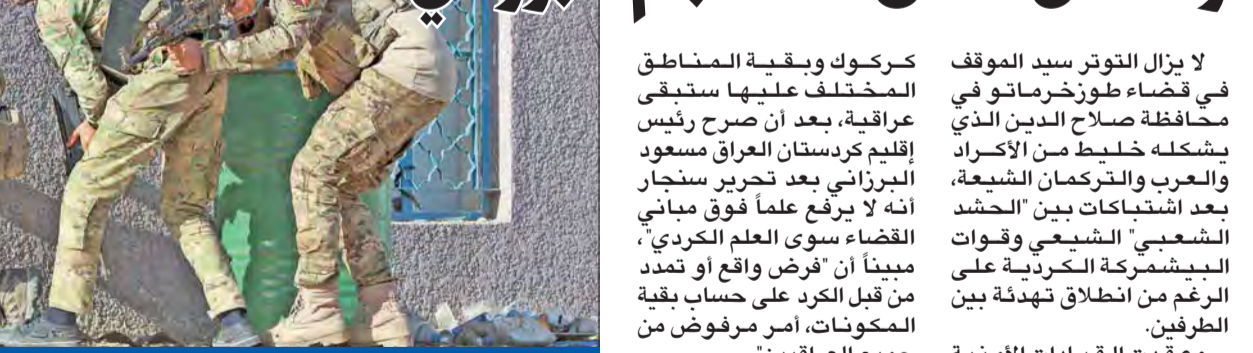 لا يزال التوتر سيد الموقف
في قضاء طوزخرماتو في
محافظة صلاح الدين الذي
يشكله خليط من الأكراد
والعرب والتركمان الشيعة،
بعد اشتباكات بين "الحشد
الشعبي" الشيعي وقوات
البيشمركة الكردية على
الرغم من انطلاق تهدئة بين
الطرفين.
كركوك وبقية المناطق
المختلف عليها ستبقى
عراقية، بعد أن صرح رئيس
إقليم كردستان العراق مسعود
البرزاني بعد تحرير سنجار
أنه لا يرفع علماً فوق مباني
القضاء سوى العلم الكردي"،
مبيناً أن "فرض واقع أو تمدد
من قبل الكرد على حساب بقية
المكونات، أمر مرفوض من